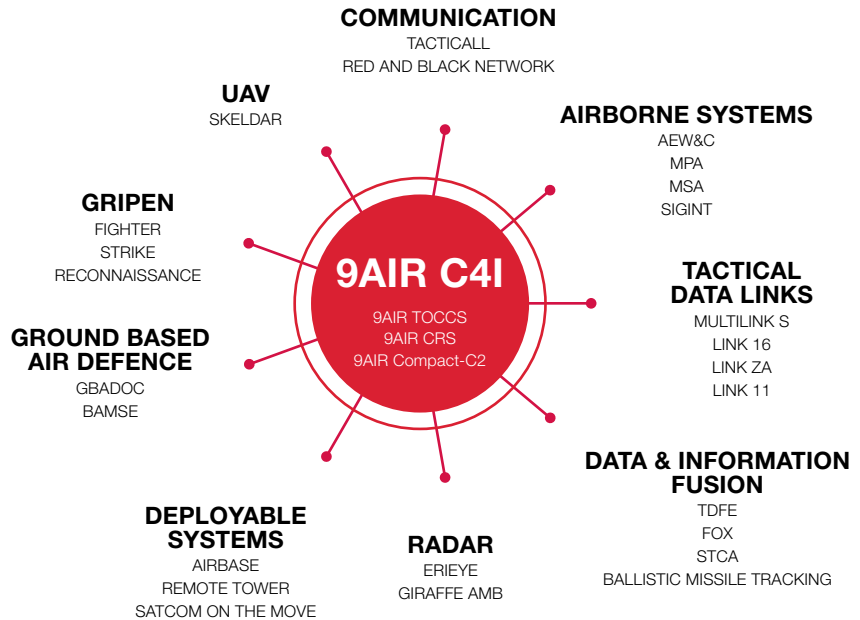 COMMUNICATION
TACTICALL
RED AND BLACK NETWORK
UAV
SKELDAR
AIRBORNE SYSTEMS
AEW&C
MPA
MSA
SIGINT
GRIPEN
FIGHTER
STRIKE
RECONNAISSANCE
9AIR C4I
9AIR TOCCS
9AIR CRS
9AIR Compact-C2
TACTICAL
DATA LINKS
MULTILINK S
LINK 16
LINK ZA
LINK 11
GROUND BASED
AIR DEFENCE
GBADOC
BAMSE
DATA & INFORMATION
FUSION
TDFE
FOX
STCA
BALLISTIC MISSILE TRACKING
DEPLOYABLE
SYSTEMS
AIRBASE
REMOTE TOWER
SATCOM ON THE MOVE
RADAR
ERIEYE
GIRAFFE AMB